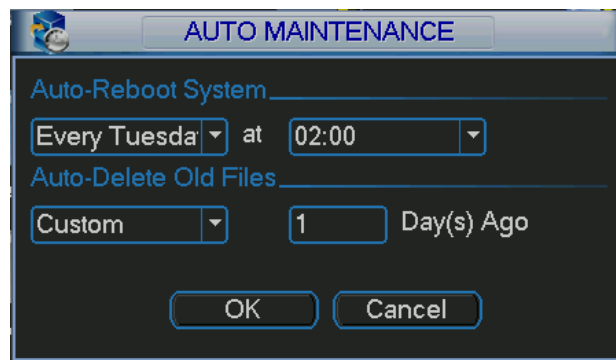 AUTO MAINTENANCE
Auto-Reboot System
Every Tuesda at 02:00
Auto-Delete Old Files
Custom 1 Day(s) Ago
OK Cancel